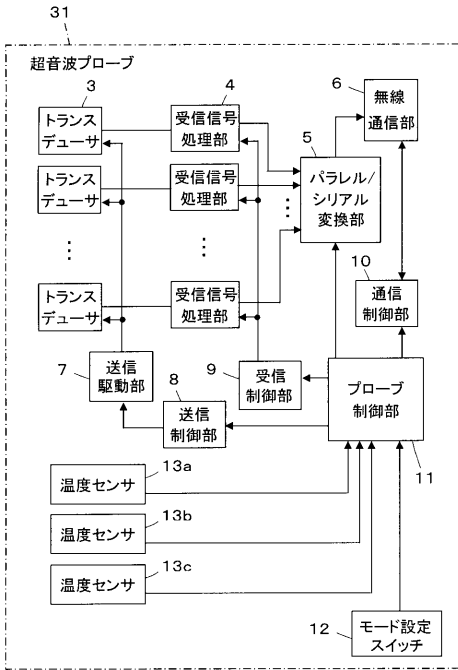 31
超音波プローブ
3
トランス
デューサ
4
受信信号
処理部
6
無線
通信部
5
パラレル/
シリアル
変換部
トランス
デューサ
受信信号
処理部
トランス
デューサ
受信信号
処理部
10
通信
制御部
7
送信
駆動部
8
送信
制御部
9
受信
制御部
プローブ
制御部
11
温度センサ
13a
温度センサ
13b
温度センサ
13c
12
モード設定
スイッチ